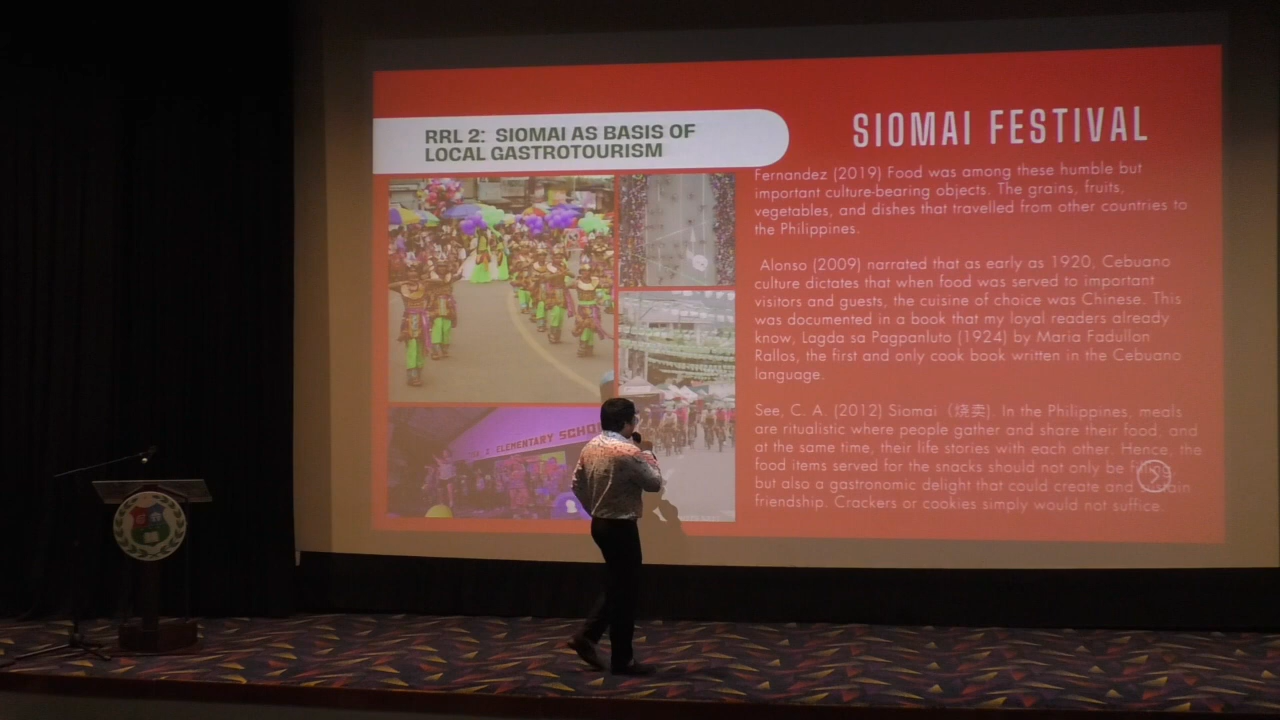 RRL 2: SIOMAI AS BASIS OF
LOCAL GASTROTOURISM
SIOMAI FESTIVAL
Fernandez (2019) Food was among these humble but
important culture-bearing objects. The grains, fruits,
vegetables, and dishes that travelled from other countries to
the Philippines.
Alonso (2009) narrated that as early as 1920, Cebuano
culture dictates that when food was served to important
visitors and guests, the cuisine of choice was Chinese. This
was documented in a book that my loyal readers already
know, Lagda sa Pagpanluto (1924) by Maria Fadullon
Rallos, the first and only cook book written in the Cebuano
language.
See, C. A. (2012) Siomai (烧卖). In the Philippines, meals
are ritualistic where people gather and share their food, and
at the same time, their life stories with each other. Hence, the
food items served for the snacks should not only be filling
but also a gastronomic delight that could create and sustain
friendship. Crackers or cookies simply would not suffice.
ELEMENTARY SCHOOL